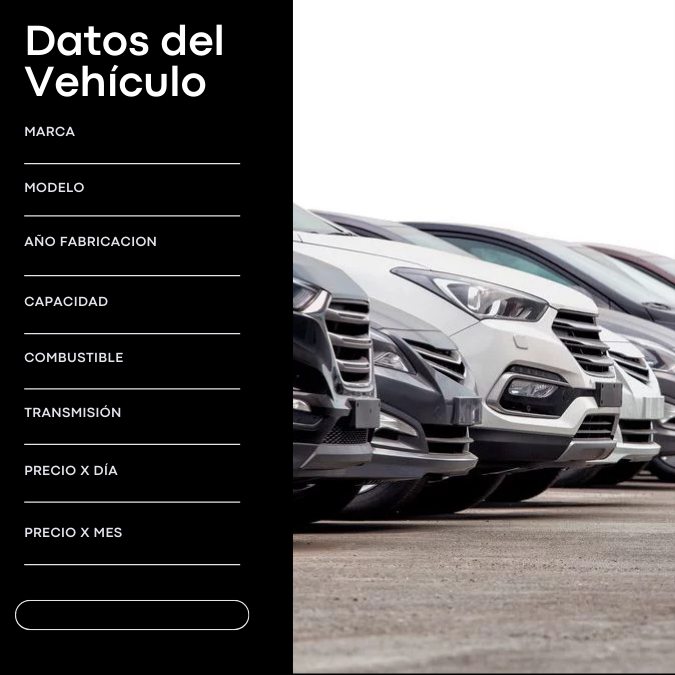 Datos del
Vehículo
MARCA
MODELO
AÑO FABRICACION
CAPACIDAD
COMBUSTIBLE
TRANSMISIÓN
PRECIO X DÍA
PRECIO X MES